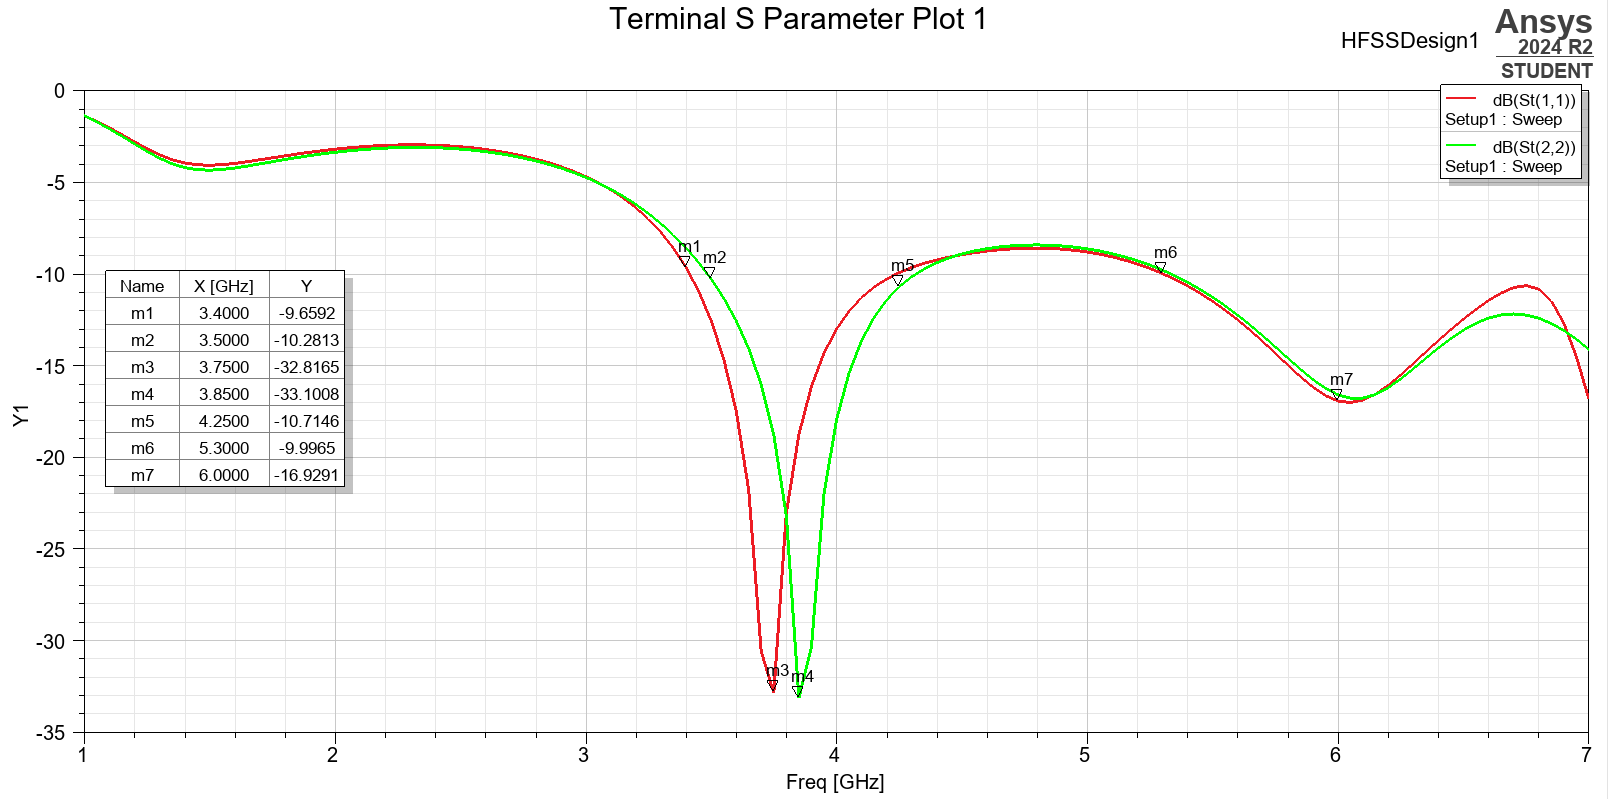 Terminal S Parameter Plot 1
HFSSDesign1
Ansys
2024 R2
STUDENT
dB(St(1,1))
Setup1 : Sweep
dB(St(2,2))
Setup1 : Sweep
0
-5
-10
-15
-20
-25
-30
-35
Y1
m1
m2
m5
m6
m7
m3
m4
Name X [GHz] Y
m1 3.4000 -9.6592
m2 3.5000 -10.2813
m3 3.7500 -32.8165
m4 3.8500 -33.1008
m5 4.2500 -10.7146
m6 5.3000 -9.9965
m7 6.0000 -16.9291
1 2 3 4 5 6 7
Freq [GHz]